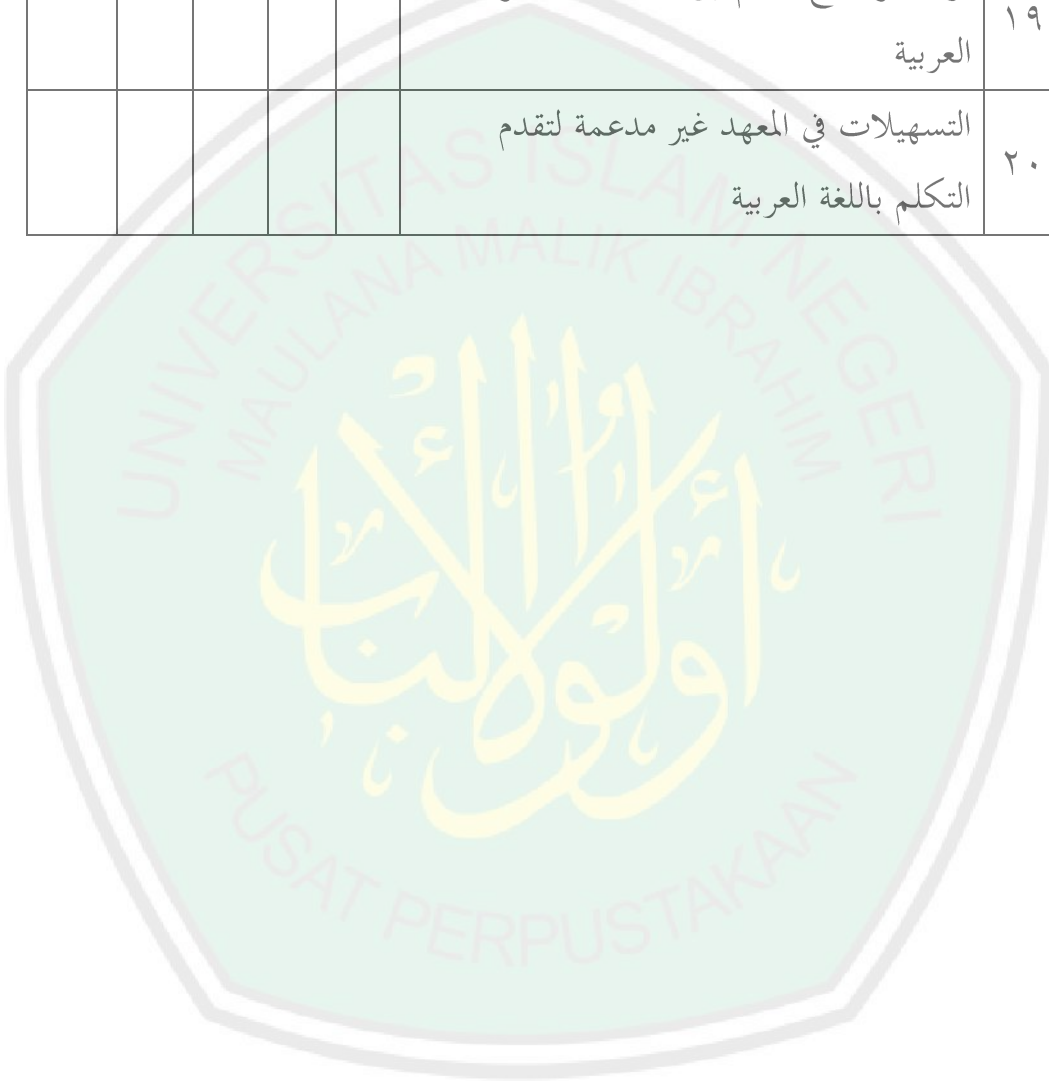 ١٩
العربية
٢٠
التسهيلات في المعهد غير مدعمة لتقدم
التكلم باللغة العربية
UNIVERSITAS ISLAM NEGERI
MAULANA MALIK IBRAHIM
أولوا الألباب
PUSAT PERPUSTAKAAN